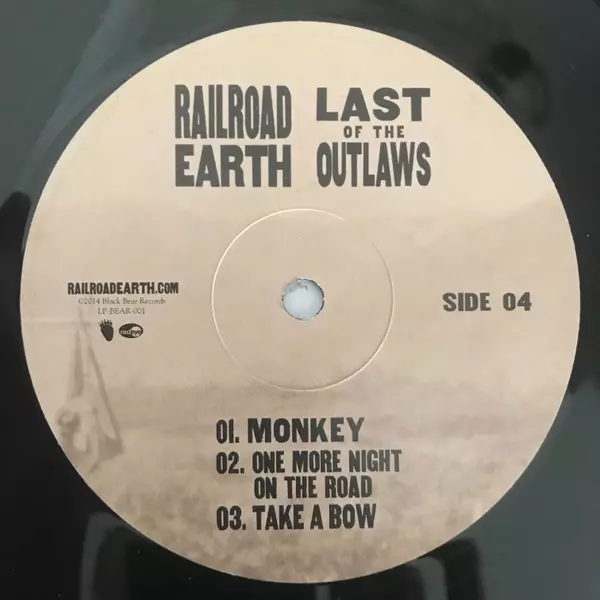 RAILROAD EARTH
LAST OF THE OUTLAWS
RAILROADEARTH.COM
©2014 Black Bear Records
LP-BEAR-001
redeye
SIDE 04
01. MONKEY
02. ONE MORE NIGHT
ON THE ROAD
03. TAKE A BOW